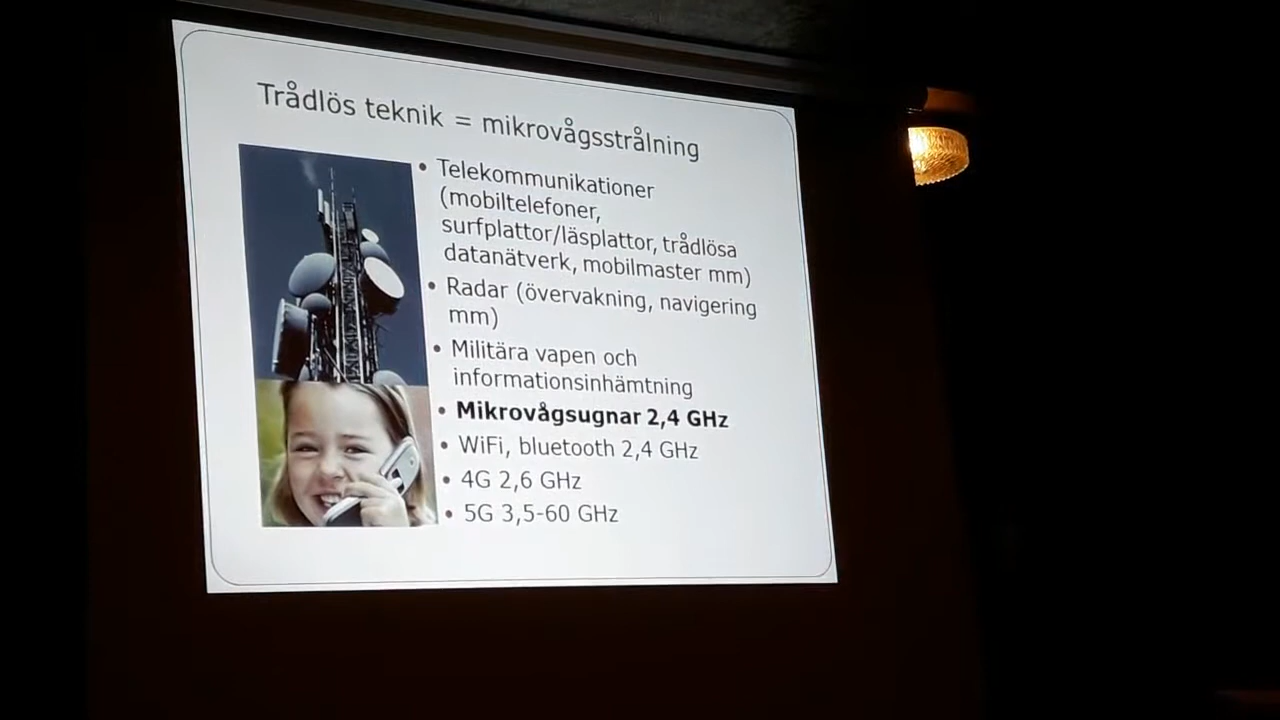 Trådlös teknik = mikrovågsstrålning
• Telekommunikationer
(mobiltelefoner,
surfplattor/läsplattor, trådlösa
datanätverk, mobilmaster mm)
• Radar (övervakning, navigering
mm)
• Militära vapen och
informationsinhämtning
• Mikrovågsugnar 2,4 GHz
• WiFi, bluetooth 2,4 GHz
• 4G 2,6 GHz
• 5G 3,5-60 GHz